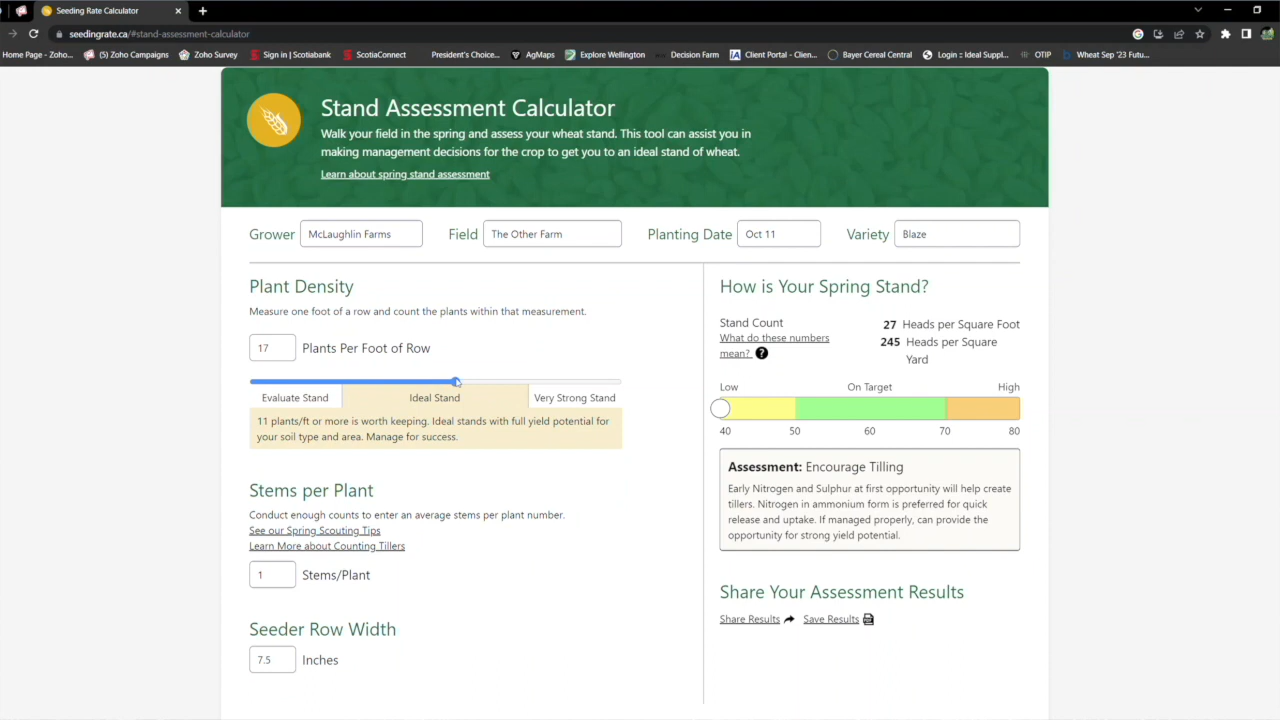 Seeding Rate Calculator
seedingrate.ca/#stand-assessment-calculator
Home Page - Zoho... (5) Zoho Campaigns Zoho Survey Sign in | Scotiabank ScotiaConnect President's Choice... AgMaps Explore Wellington Decision Farm Client Portal - Clien... Bayer Cereal Central Login :: Ideal Suppl... OTIP Wheat Sep '23 Futu...
Stand Assessment Calculator
Walk your field in the spring and assess your wheat stand. This tool can assist you in
making management decisions for the crop to get you to an ideal stand of wheat.
Learn about spring stand assessment
Grower McLaughlin Farms Field The Other Farm Planting Date Oct 11 Variety Blaze
Plant Density
Measure one foot of a row and count the plants within that measurement.
17 Plants Per Foot of Row
Evaluate Stand Ideal Stand Very Strong Stand
11 plants/ft or more is worth keeping. Ideal stands with full yield potential for
your soil type and area. Manage for success.
Stems per Plant
Conduct enough counts to enter an average stems per plant number.
See our Spring Scouting Tips
Learn More about Counting Tillers
1 Stems/Plant
Seeder Row Width
7.5 Inches
How is Your Spring Stand?
Stand Count
What do these numbers
mean? ?
27 Heads per Square Foot
245 Heads per Square
Yard
Low On Target High
40 50 60 70 80
Assessment: Encourage Tilling
Early Nitrogen and Sulphur at first opportunity will help create
tillers. Nitrogen in ammonium form is preferred for quick
release and uptake. If managed properly, can provide the
opportunity for strong yield potential.
Share Your Assessment Results
Share Results Save Results